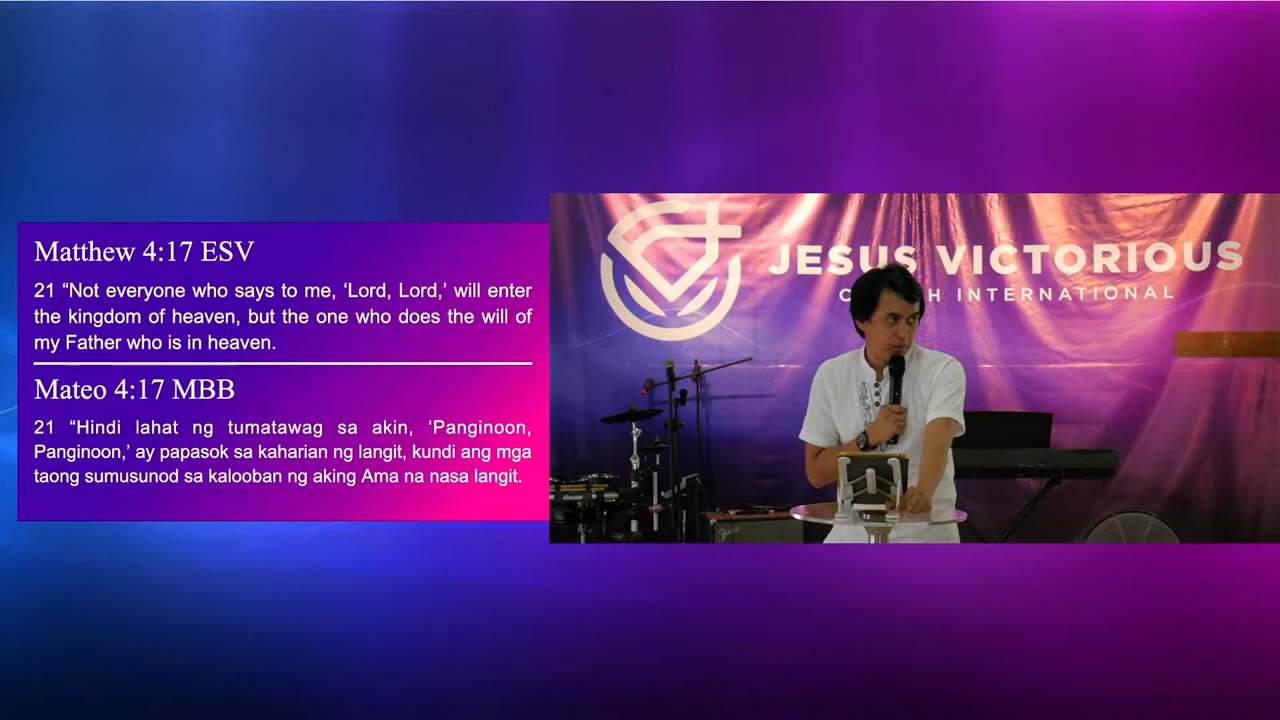 Matthew 4:17 ESV
21 “Not everyone who says to me, ‘Lord, Lord,’ will enter
the kingdom of heaven, but the one who does the will of
my Father who is in heaven.
Mateo 4:17 MBB
21 “Hindi lahat ng tumatawag sa akin, ‘Panginoon,
Panginoon,’ ay papasok sa kaharian ng langit, kundi ang mga
taong sumusunod sa kalooban ng aking Ama na nasa langit.
JESUS VICTORIOUS
INTERNATIONAL